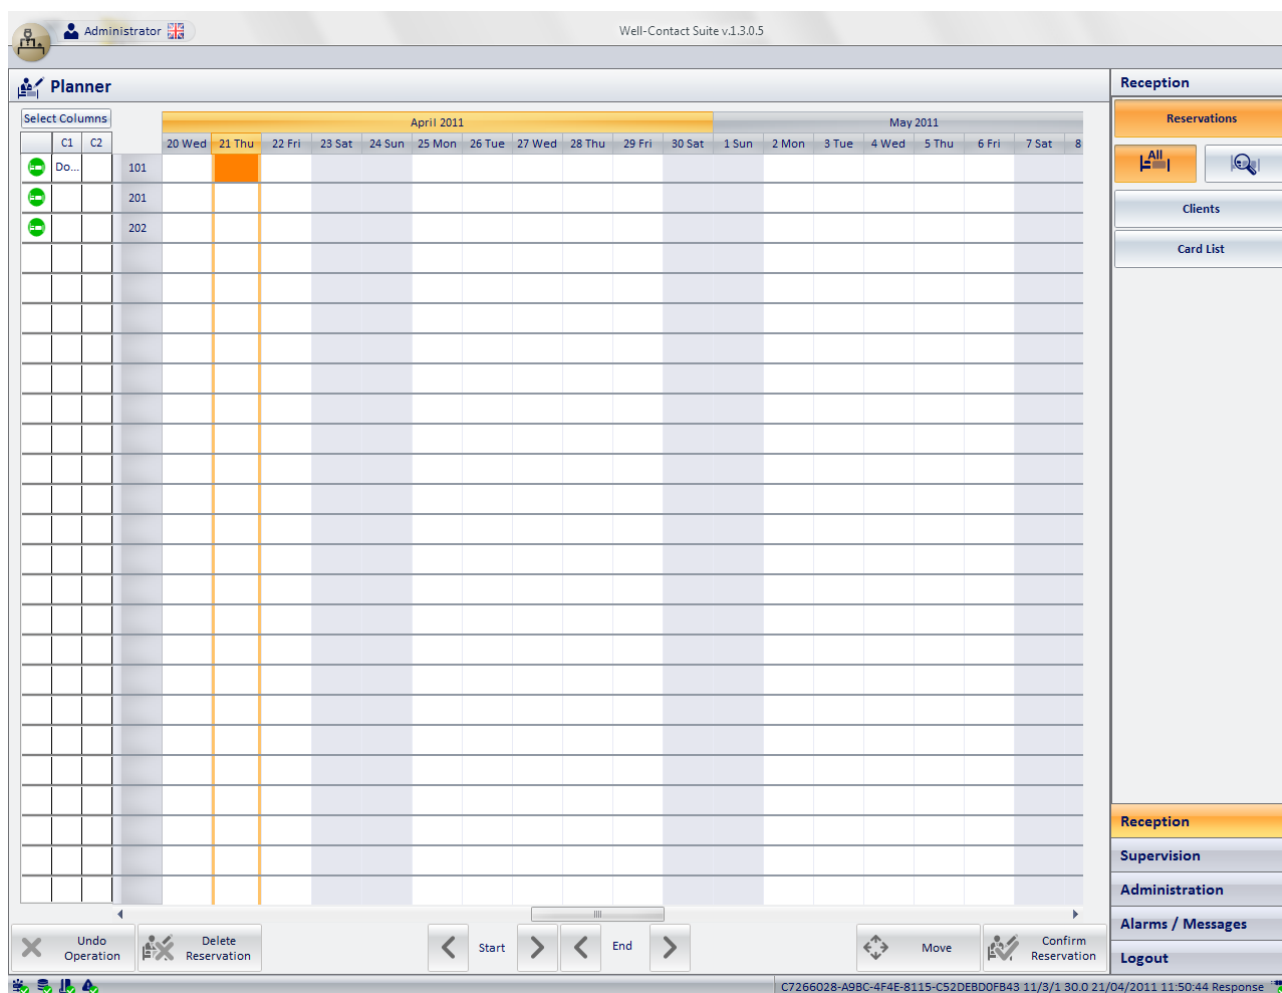 Administrator
Well-Contact Suite v.1.3.0.5
Planner
Reception
Select Columns
April 2011
May 2011
Reservations
C1 C2
20 Wed 21 Thu 22 Fri 23 Sat 24 Sun 25 Mon 26 Tue 27 Wed 28 Thu 29 Fri 30 Sat 1 Sun 2 Mon 3 Tue 4 Wed 5 Thu 6 Fri 7 Sat 8
All
Do... 101
201
202
Clients
Card List
Reception
Supervision
Administration
Alarms / Messages
Logout
Undo Operation
Delete Reservation
Start
End
Move
Confirm Reservation
C7266028-A9BC-4F4E-8115-C52DEBD0FB43 11/3/1 30.0 21/04/2011 11:50:44 Response